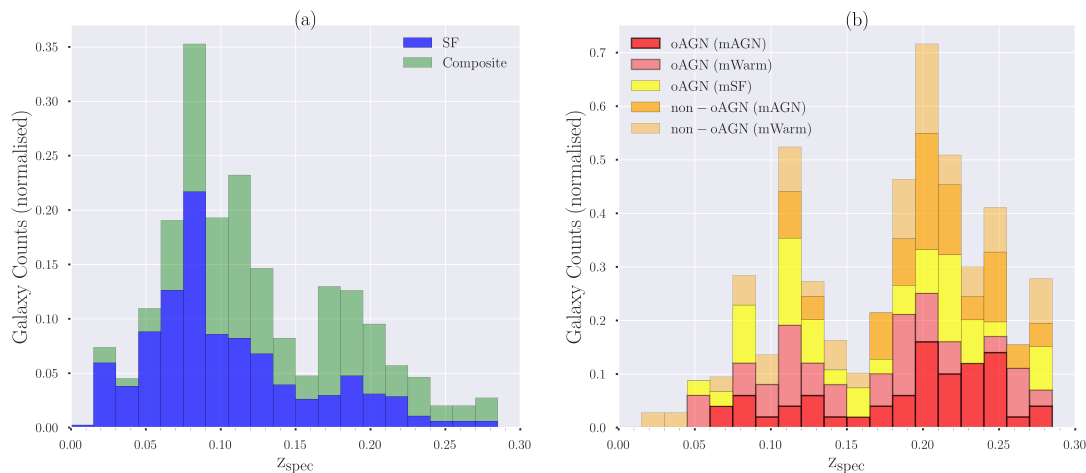 (a)
SF
Composite
Galaxy Counts (normalised)
0.35
0.30
0.25
0.20
0.15
0.10
0.05
0.00
0.00 0.05 0.10 0.15 0.20 0.25 0.30
zspec
(b)
oAGN (mAGN)
oAGN (mWarm)
oAGN (mSF)
non − oAGN (mAGN)
non − oAGN (mWarm)
Galaxy Counts (normalised)
0.7
0.6
0.5
0.4
0.3
0.2
0.1
0.0
0.00 0.05 0.10 0.15 0.20 0.25 0.30
zspec